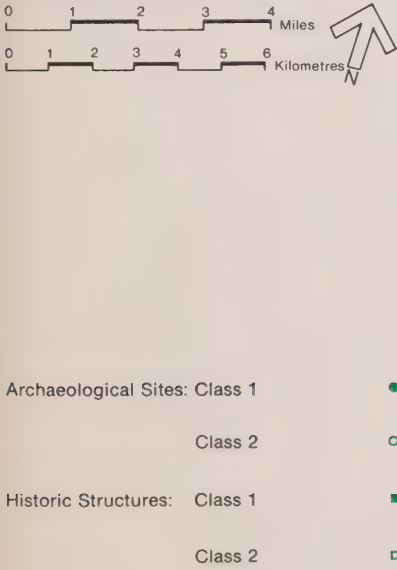 0 1 2 3 4 Miles
0 1 2 3 4 5 6 Kilometres
N
Archaeological Sites: Class 1
Class 2
Historic Structures: Class 1
Class 2